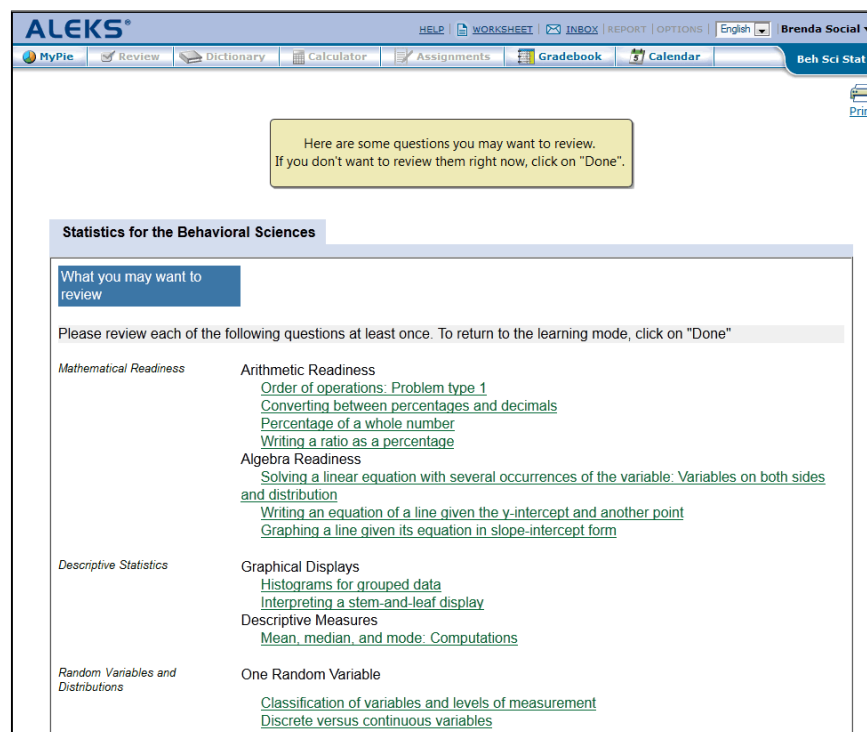 ALEKS®
HELP | WORKSHEET | INBOX | REPORT | OPTIONS | English | Brenda Social
MyPie Review Dictionary Calculator Assignments Gradebook Calendar Beh Sci Stat
Here are some questions you may want to review.
If you don't want to review them right now, click on "Done".
Statistics for the Behavioral Sciences
What you may want to
review
Please review each of the following questions at least once. To return to the learning mode, click on "Done"
Mathematical Readiness Arithmetic Readiness
Order of operations: Problem type 1
Converting between percentages and decimals
Percentage of a whole number
Writing a ratio as a percentage
Algebra Readiness
Solving a linear equation with several occurrences of the variable: Variables on both sides
and distribution
Writing an equation of a line given the y-intercept and another point
Graphing a line given its equation in slope-intercept form
Descriptive Statistics Graphical Displays
Histograms for grouped data
Interpreting a stem-and-leaf display
Descriptive Measures
Mean, median, and mode: Computations
Random Variables and One Random Variable
Distributions
Classification of variables and levels of measurement
Discrete versus continuous variables